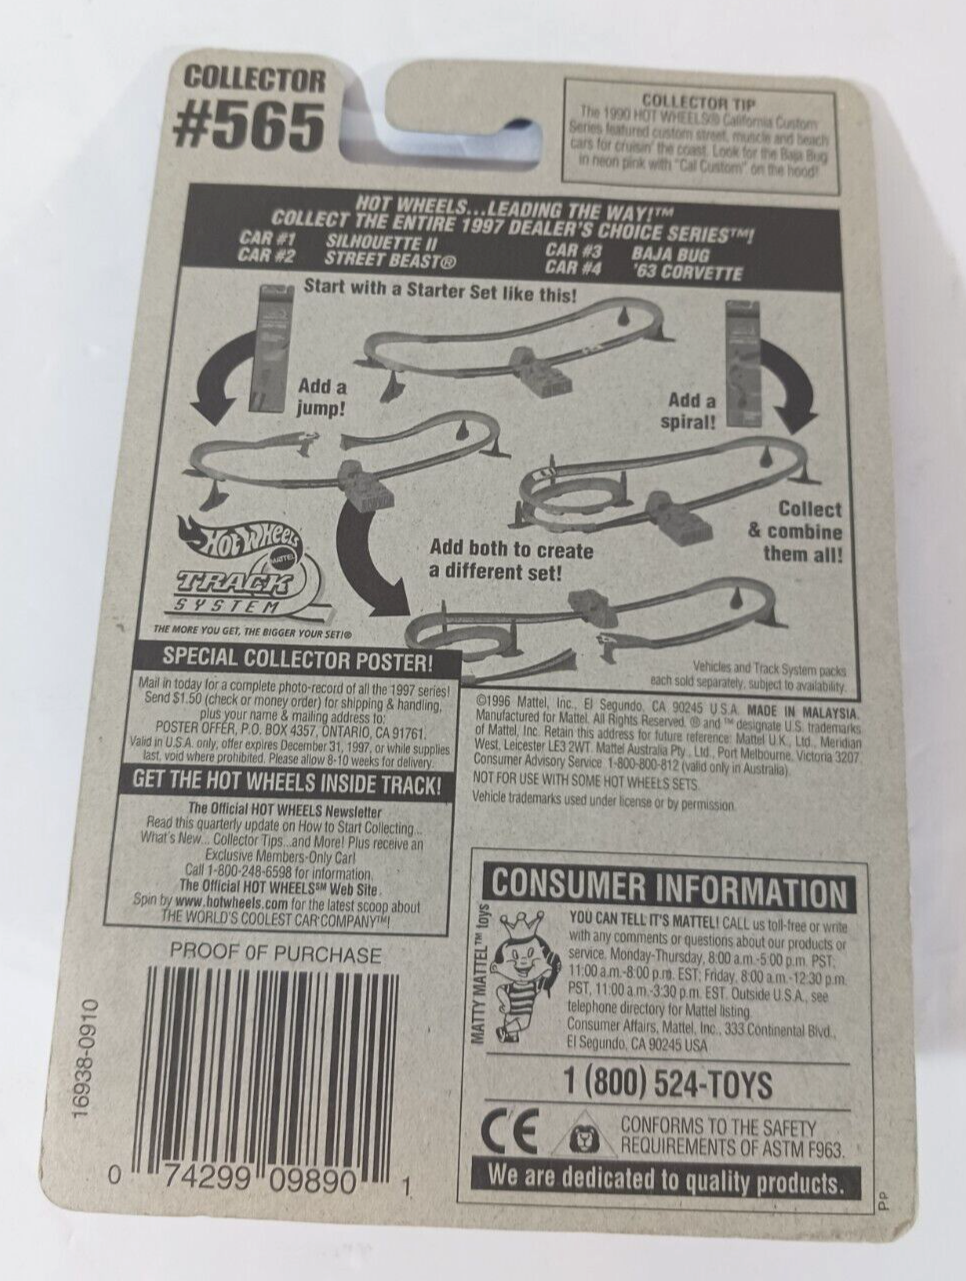 COLLECTOR
#565
COLLECTOR TIP
The 1990 HOT WHEELS® California Custom
Series featured custom street, muscle and beach
cars for cruisin' the coast. Look for the Baja Bug
in neon pink with "Cal Custom" on the hood!
HOT WHEELS...LEADING THE WAY!™
COLLECT THE ENTIRE 1997 DEALER'S CHOICE SERIES™!
CAR #1 SILHOUETTE II CAR #3 BAJA BUG
CAR #2 STREET BEAST® CAR #4 '63 CORVETTE
Start with a Starter Set like this!
Add a
jump!
Add a
spiral!
Collect
& combine
them all!
Add both to create
a different set!
Hot Wheels
MATTEL
TRACK
SYSTEM
THE MORE YOU GET, THE BIGGER YOUR SET!®
Vehicles and Track System packs
each sold separately, subject to availability.
SPECIAL COLLECTOR POSTER!
Mail in today for a complete photo-record of all the 1997 series!
Send $1.50 (check or money order) for shipping & handling,
plus your name & mailing address to:
POSTER OFFER, P.O. BOX 4357, ONTARIO, CA 91761.
Valid in U.S.A. only, offer expires December 31, 1997, or while supplies
last, void where prohibited. Please allow 8-10 weeks for delivery.
GET THE HOT WHEELS INSIDE TRACK!
The Official HOT WHEELS Newsletter
Read this quarterly update on How to Start Collecting...
What's New... Collector Tips...and More! Plus receive an
Exclusive Members-Only Car!
Call 1-800-248-6598 for information.
The Official HOT WHEELS℠ Web Site.
Spin by www.hotwheels.com for the latest scoop about
THE WORLD'S COOLEST CAR COMPANY™!
©1996 Mattel, Inc., El Segundo, CA 90245 U.S.A. MADE IN MALAYSIA.
Manufactured for Mattel. All Rights Reserved. ® and ™ designate U.S. trademarks
of Mattel, Inc. Retain this address for future reference: Mattel U.K., Ltd., Meridian
West, Leicester LE3 2WT. Mattel Australia Pty., Ltd., Port Melbourne, Victoria 3207.
Consumer Advisory Service 1-800-800-812 (valid only in Australia).
NOT FOR USE WITH SOME HOT WHEELS SETS.
Vehicle trademarks used under license or by permission.
PROOF OF PURCHASE
16938-0910
0 74299 09890 1
CONSUMER INFORMATION
MATTY MATTEL™ toys
YOU CAN TELL IT'S MATTEL! CALL us toll-free or write
with any comments or questions about our products or
service. Monday-Thursday, 8:00 a.m.-5:00 p.m. PST,
11:00 a.m.-8:00 p.m. EST; Friday, 8:00 a.m.-12:30 p.m.
PST, 11:00 a.m.-3:30 p.m. EST. Outside U.S.A., see
telephone directory for Mattel listing.
Consumer Affairs, Mattel, Inc., 333 Continental Blvd.,
El Segundo, CA 90245 USA
1 (800) 524-TOYS
CE
CONFORMS TO THE SAFETY
REQUIREMENTS OF ASTM F963.
We are dedicated to quality products.
PP